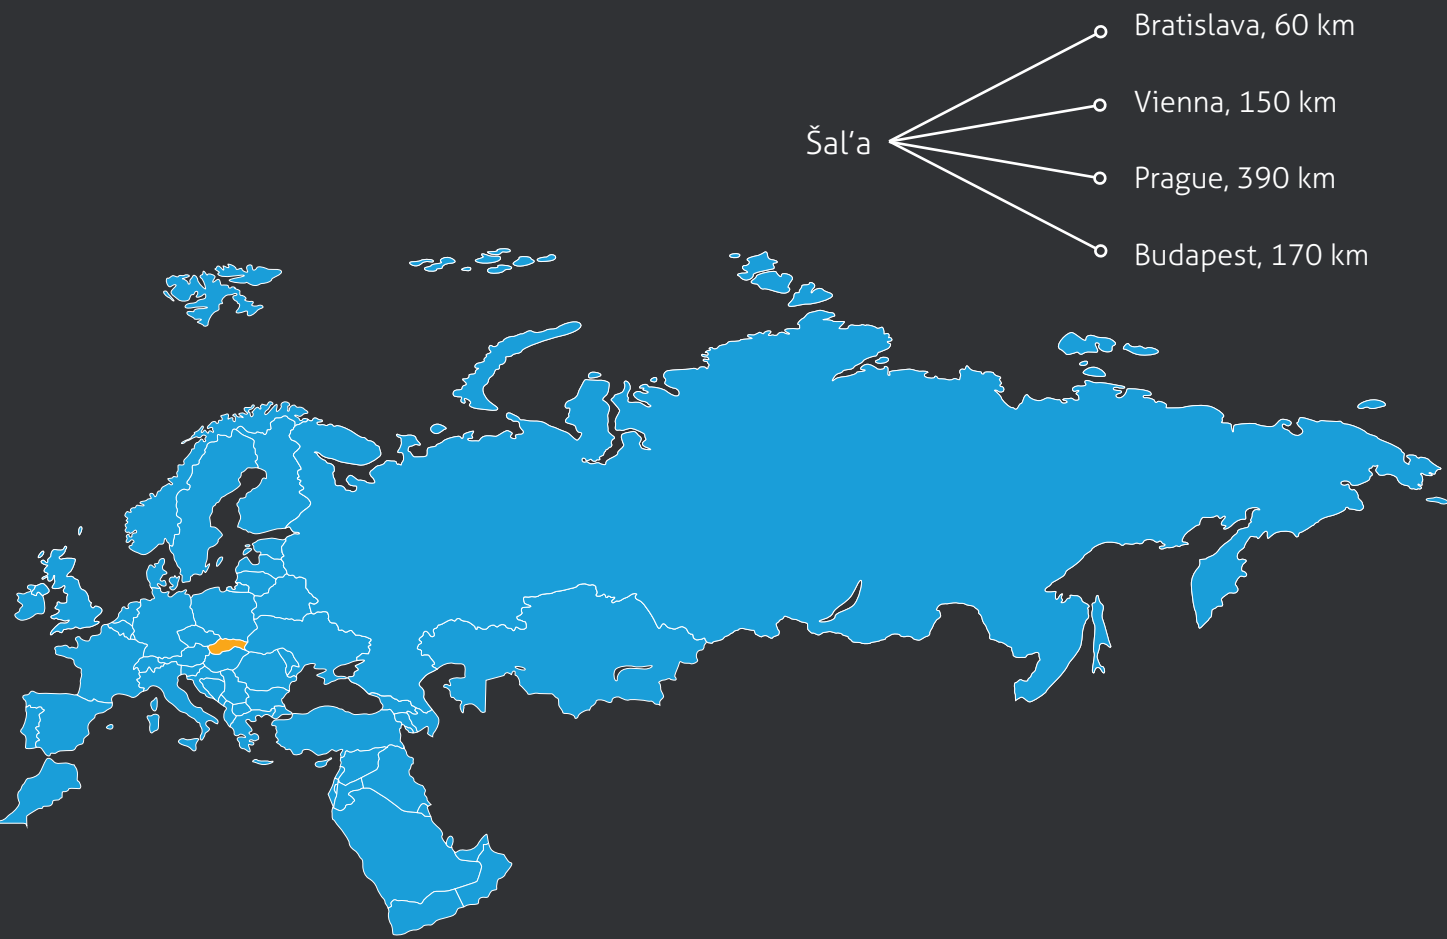 Bratislava, 60 km
Vienna, 150 km
Šaľa
Prague, 390 km
Budapest, 170 km